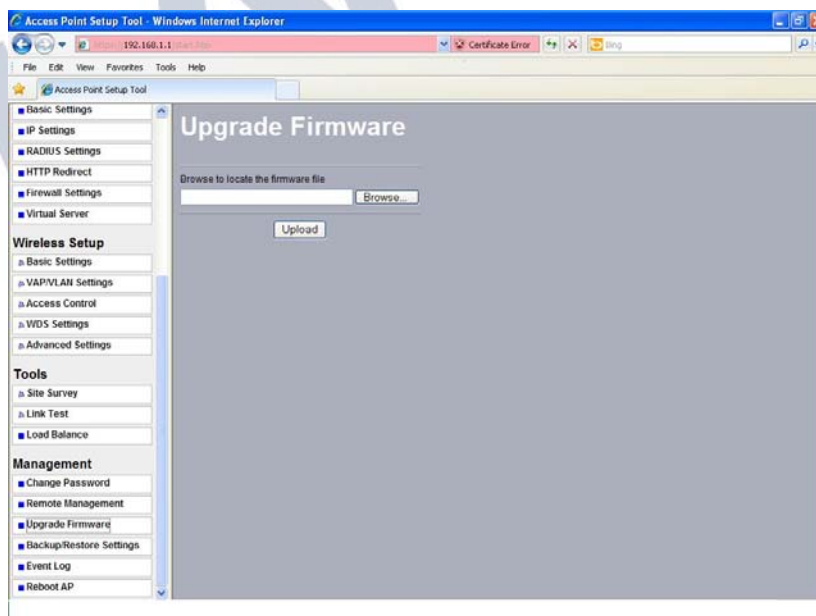 Access Point Setup Tool - Windows Internet Explorer
192.168.1.1
Certificate Error
Bing
File Edit View Favorites Tools Help
Access Point Setup Tool
Basic Settings
IP Settings
RADIUS Settings
HTTP Redirect
Firewall Settings
Virtual Server
Wireless Setup
Basic Settings
VAP/VLAN Settings
Access Control
WDS Settings
Advanced Settings
Tools
Site Survey
Link Test
Load Balance
Management
Change Password
Remote Management
Upgrade Firmware
Backup/Restore Settings
Event Log
Reboot AP
Upgrade Firmware
Browse to locate the firmware file
Browse...
Upload